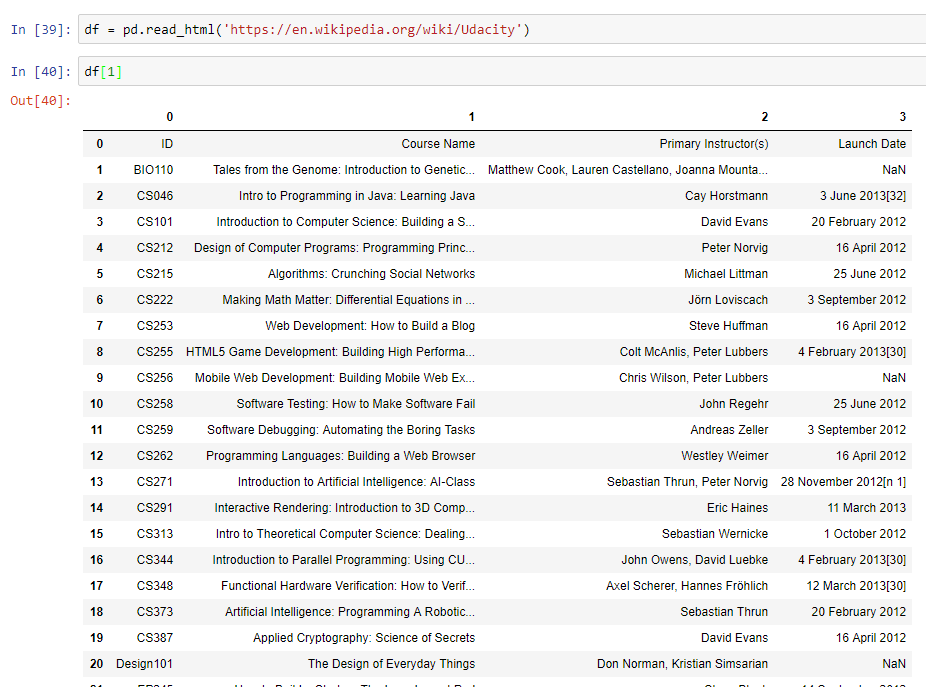 In [39]: df = pd.read_html('https://en.wikipedia.org/wiki/Udacity')
In [40]: df[1]
Out[40]:
0 1 2 3
0 ID Course Name Primary Instructor(s) Launch Date
1 BIO110 Tales from the Genome: Introduction to Genetic... Matthew Cook, Lauren Castellano, Joanna Mounta... NaN
2 CS046 Intro to Programming in Java: Learning Java Cay Horstmann 3 June 2013[32]
3 CS101 Introduction to Computer Science: Building a S... David Evans 20 February 2012
4 CS212 Design of Computer Programs: Programming Princ... Peter Norvig 16 April 2012
5 CS215 Algorithms: Crunching Social Networks Michael Littman 25 June 2012
6 CS222 Making Math Matter: Differential Equations in ... Jörn Loviscach 3 September 2012
7 CS253 Web Development: How to Build a Blog Steve Huffman 16 April 2012
8 CS255 HTML5 Game Development: Building High Performa... Colt McAnlis, Peter Lubbers 4 February 2013[30]
9 CS256 Mobile Web Development: Building Mobile Web Ex... Chris Wilson, Peter Lubbers NaN
10 CS258 Software Testing: How to Make Software Fail John Regehr 25 June 2012
11 CS259 Software Debugging: Automating the Boring Tasks Andreas Zeller 3 September 2012
12 CS262 Programming Languages: Building a Web Browser Westley Weimer 16 April 2012
13 CS271 Introduction to Artificial Intelligence: AI-Class Sebastian Thrun, Peter Norvig 28 November 2012[n 1]
14 CS291 Interactive Rendering: Introduction to 3D Comp... Eric Haines 11 March 2013
15 CS313 Intro to Theoretical Computer Science: Dealing... Sebastian Wernicke 1 October 2012
16 CS344 Introduction to Parallel Programming: Using CU... John Owens, David Luebke 4 February 2013[30]
17 CS348 Functional Hardware Verification: How to Verif... Axel Scherer, Hannes Fröhlich 12 March 2013[30]
18 CS373 Artificial Intelligence: Programming A Robotic... Sebastian Thrun 20 February 2012
19 CS387 Applied Cryptography: Science of Secrets David Evans 16 April 2012
20 Design101 The Design of Everyday Things Don Norman, Kristian Simsarian NaN